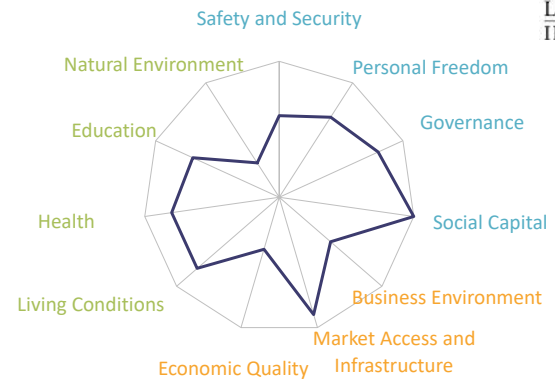 Safety and Security
Natural Environment
Personal Freedom
Education
Governance
Health
Social Capital
Living Conditions
Business Environment
Market Access and
Infrastructure
Economic Quality